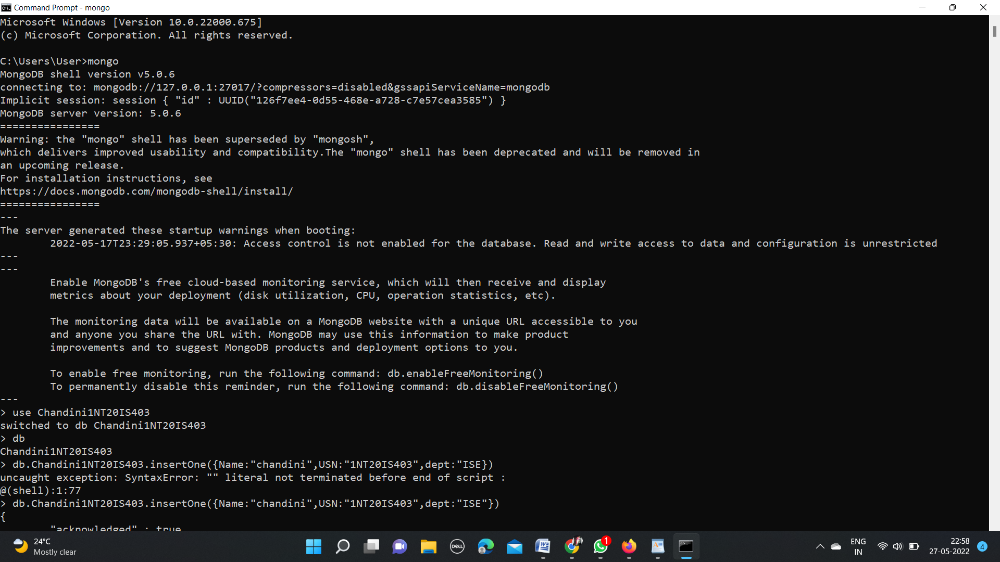 Command Prompt - mongo
Microsoft Windows [Version 10.0.22000.675]
(c) Microsoft Corporation. All rights reserved.
C:\Users\User>mongo
MongoDB shell version v5.0.6
connecting to: mongodb://127.0.0.1:27017/?compressors=disabled&gssapiServiceName=mongodb
Implicit session: session { "id" : UUID("126f7ee4-0d55-468e-a728-c7e57cea3585") }
MongoDB server version: 5.0.6
================
Warning: the "mongo" shell has been superseded by "mongosh",
which delivers improved usability and compatibility.The "mongo" shell has been deprecated and will be removed in
an upcoming release.
For installation instructions, see
https://docs.mongodb.com/mongodb-shell/install/
================
---
The server generated these startup warnings when booting:
        2022-05-17T23:29:05.937+05:30: Access control is not enabled for the database. Read and write access to data and configuration is unrestricted
---
---
        Enable MongoDB's free cloud-based monitoring service, which will then receive and display
        metrics about your deployment (disk utilization, CPU, operation statistics, etc).
        The monitoring data will be available on a MongoDB website with a unique URL accessible to you
        and anyone you share the URL with. MongoDB may use this information to make product
        improvements and to suggest MongoDB products and deployment options to you.
        To enable free monitoring, run the following command: db.enableFreeMonitoring()
        To permanently disable this reminder, run the following command: db.disableFreeMonitoring()
---
> use Chandini1NT20IS403
switched to db Chandini1NT20IS403
> db
Chandini1NT20IS403
> db.Chandini1NT20IS403.insertOne({Name:"chandini",USN:"1NT20IS403",dept:"ISE})
uncaught exception: SyntaxError: "" literal not terminated before end of script :
@(shell):1:77
> db.Chandini1NT20IS403.insertOne({Name:"chandini",USN:"1NT20IS403",dept:"ISE"})
{
        "acknowledged" : true
24°C
Mostly clear
DELL
1
ENG
IN
22:58
27-05-2022
4